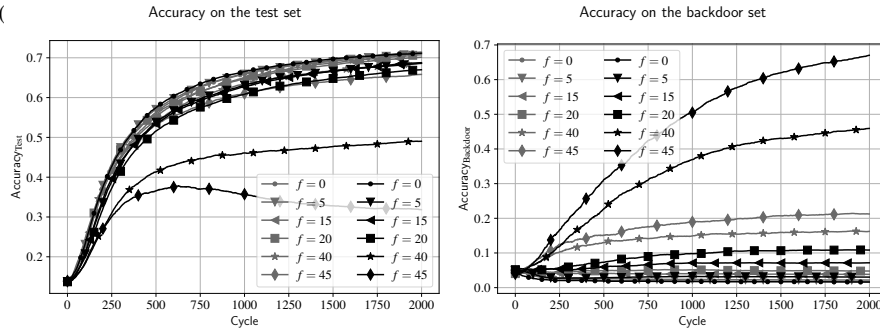 (
Accuracy on the test set
0.7
0.6
0.5
0.4
0.3
0.2
Accuracy_Test
0 250 500 750 1000 1250 1500 1750 2000
Cycle
f = 0 f = 0
f = 5 f = 5
f = 15 f = 15
f = 20 f = 20
f = 40 f = 40
f = 45 f = 45
Accuracy on the backdoor set
0.7
0.6
0.5
0.4
0.3
0.2
0.1
0.0
Accuracy_Backdoor
0 250 500 750 1000 1250 1500 1750 2000
Cycle
f = 0 f = 0
f = 5 f = 5
f = 15 f = 15
f = 20 f = 20
f = 40 f = 40
f = 45 f = 45